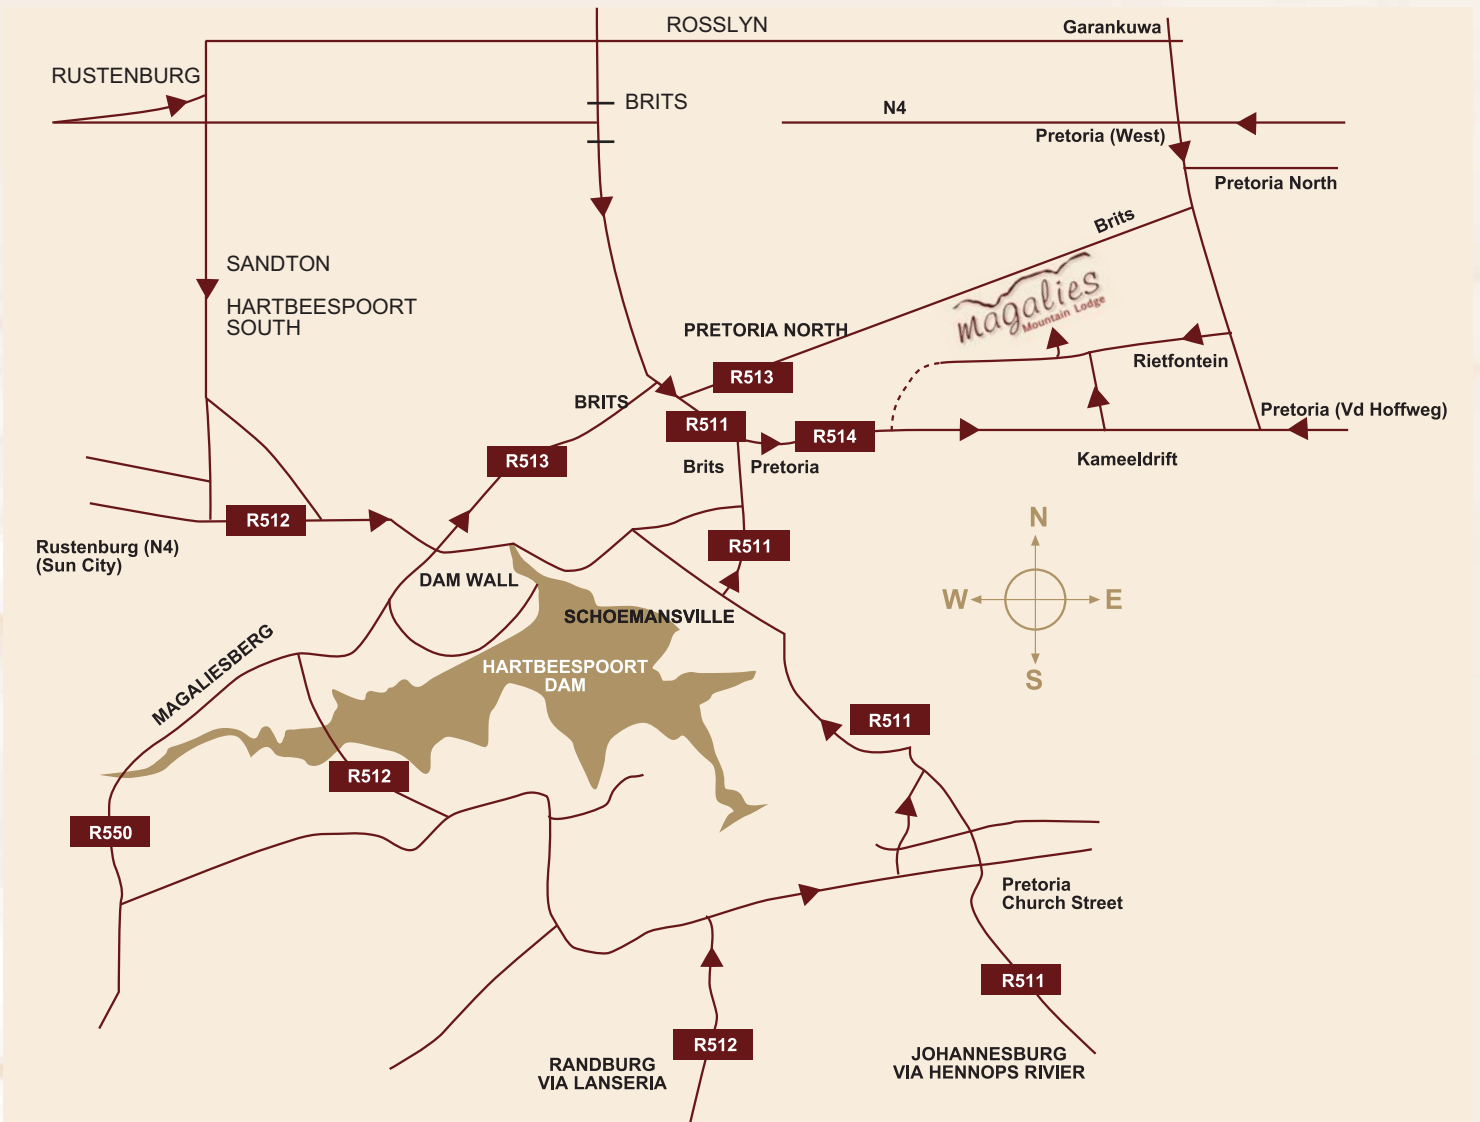 ROSSLYN
Garankuwa
RUSTENBURG
BRITS
N4
Pretoria (West)
Pretoria North
Brits
SANDTON
HARTBEESPOORT
SOUTH
magalies
Mountain Lodge
PRETORIA NORTH
Rietfontein
R513
BRITS
R511
Pretoria (Vd Hoffweg)
R514
R513
Brits
Pretoria
Kameeldrift
R512
N
Rustenburg (N4)
(Sun City)
R511
DAM WALL
W
E
SCHOEMANSVILLE
MAGALIESBERG
HARTBEESPOORT
DAM
S
R511
R512
R550
Pretoria
Church Street
R511
R512
RANDBURG
VIA LANSERIA
JOHANNESBURG
VIA HENNOPS RIVIER